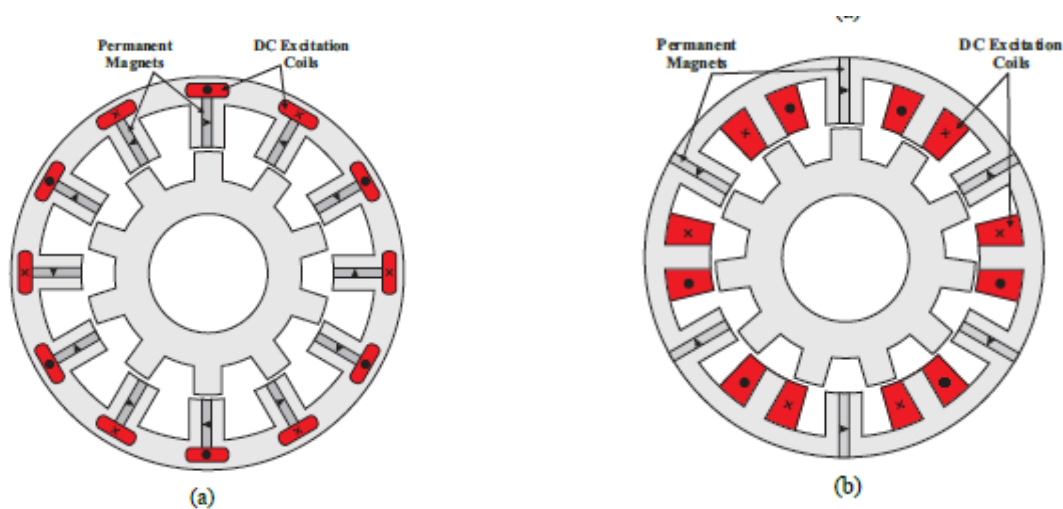 Permanent
Magnets
DC Excitation
Coils
(a)
Permanent
Magnets
DC Excitation
Coils
(b)